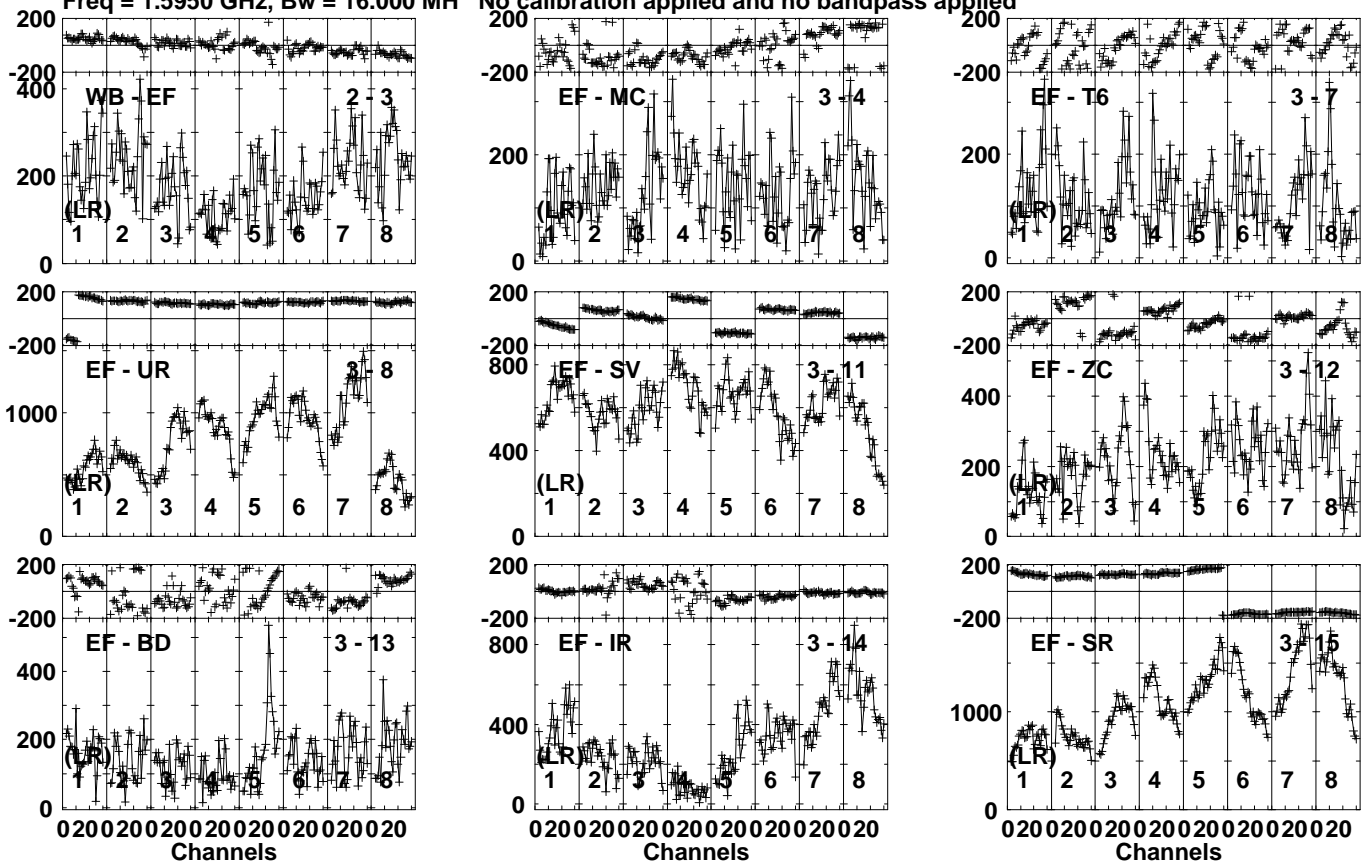 Freq = 1.5950 GHz, Bw = 16.000 MH No calibration applied and no bandpass applied
200
-200
400
200
0
WB - EF 2 - 3
(LR)
1 2 3 4 5 6 7 8
200
-200
200
0
EF - MC 3 - 4
(LR)
1 2 3 4 5 6 7 8
200
-200
200
0
EF - T6 3 - 7
(LR)
1 2 3 4 5 6 7 8
200
-200
1000
0
EF - UR 3 - 8
(LR)
1 2 3 4 5 6 7 8
200
-200
800
400
0
EF - SV 3 - 11
(LR)
1 2 3 4 5 6 7 8
200
-200
400
200
0
EF - ZC 3 - 12
(LR)
1 2 3 4 5 6 7 8
200
-200
400
200
0
EF - BD 3 - 13
(LR)
1 2 3 4 5 6 7 8
020020020020020020020020
Channels
200
-200
800
400
0
EF - IR 3 - 14
(LR)
1 2 3 4 5 6 7 8
020020020020020020020020
Channels
200
-200
1000
0
EF - SR 3 - 15
(LR)
1 2 3 4 5 6 7 8
020020020020020020020020
Channels